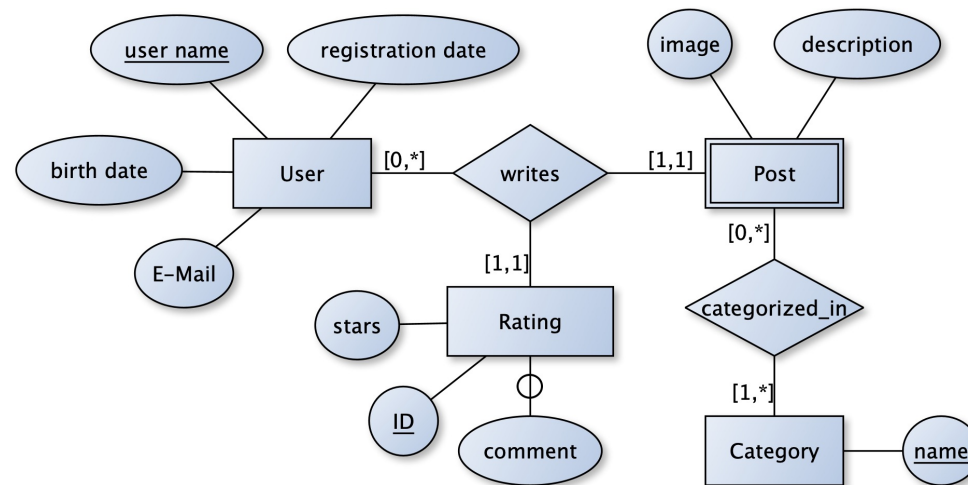 user name
registration date
image
description
birth date
User
[0,*]
writes
[1,1]
Post
E-Mail
[0,*]
[1,1]
stars
Rating
categorized_in
ID
[1,*]
comment
Category
name